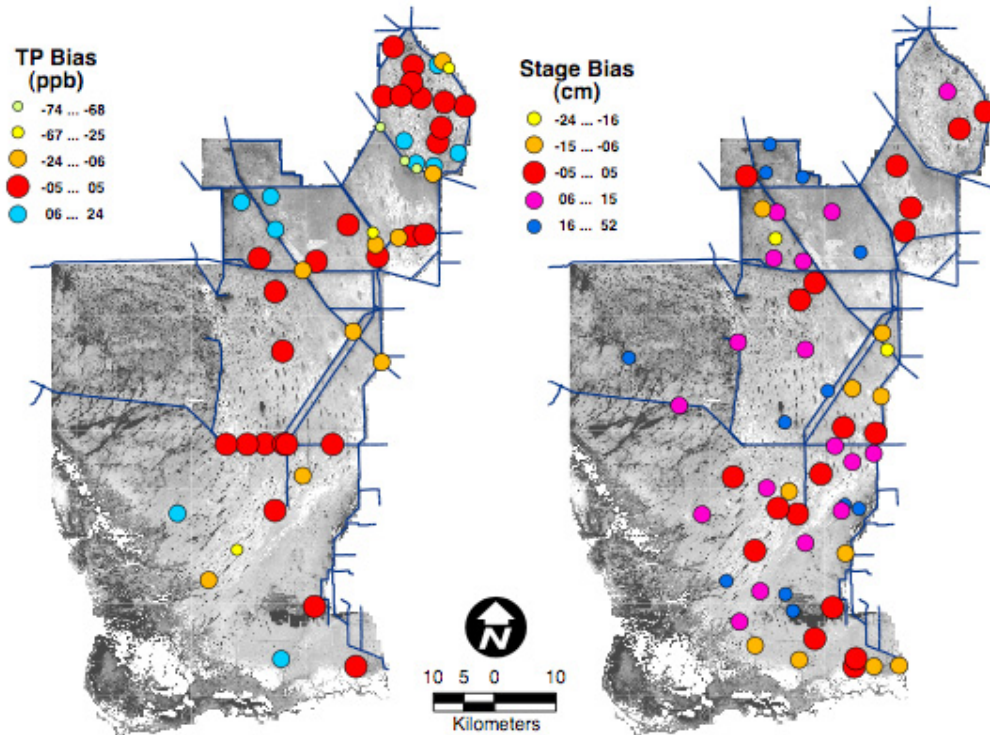 TP Bias
(ppb)
-74 ... -68
-67 ... -25
-24 ... -06
-05 ... 05
06 ... 24
Stage Bias
(cm)
-24 ... -16
-15 ... -06
-05 ... 05
06 ... 15
16 ... 52
N
10 5 0 10
Kilometers